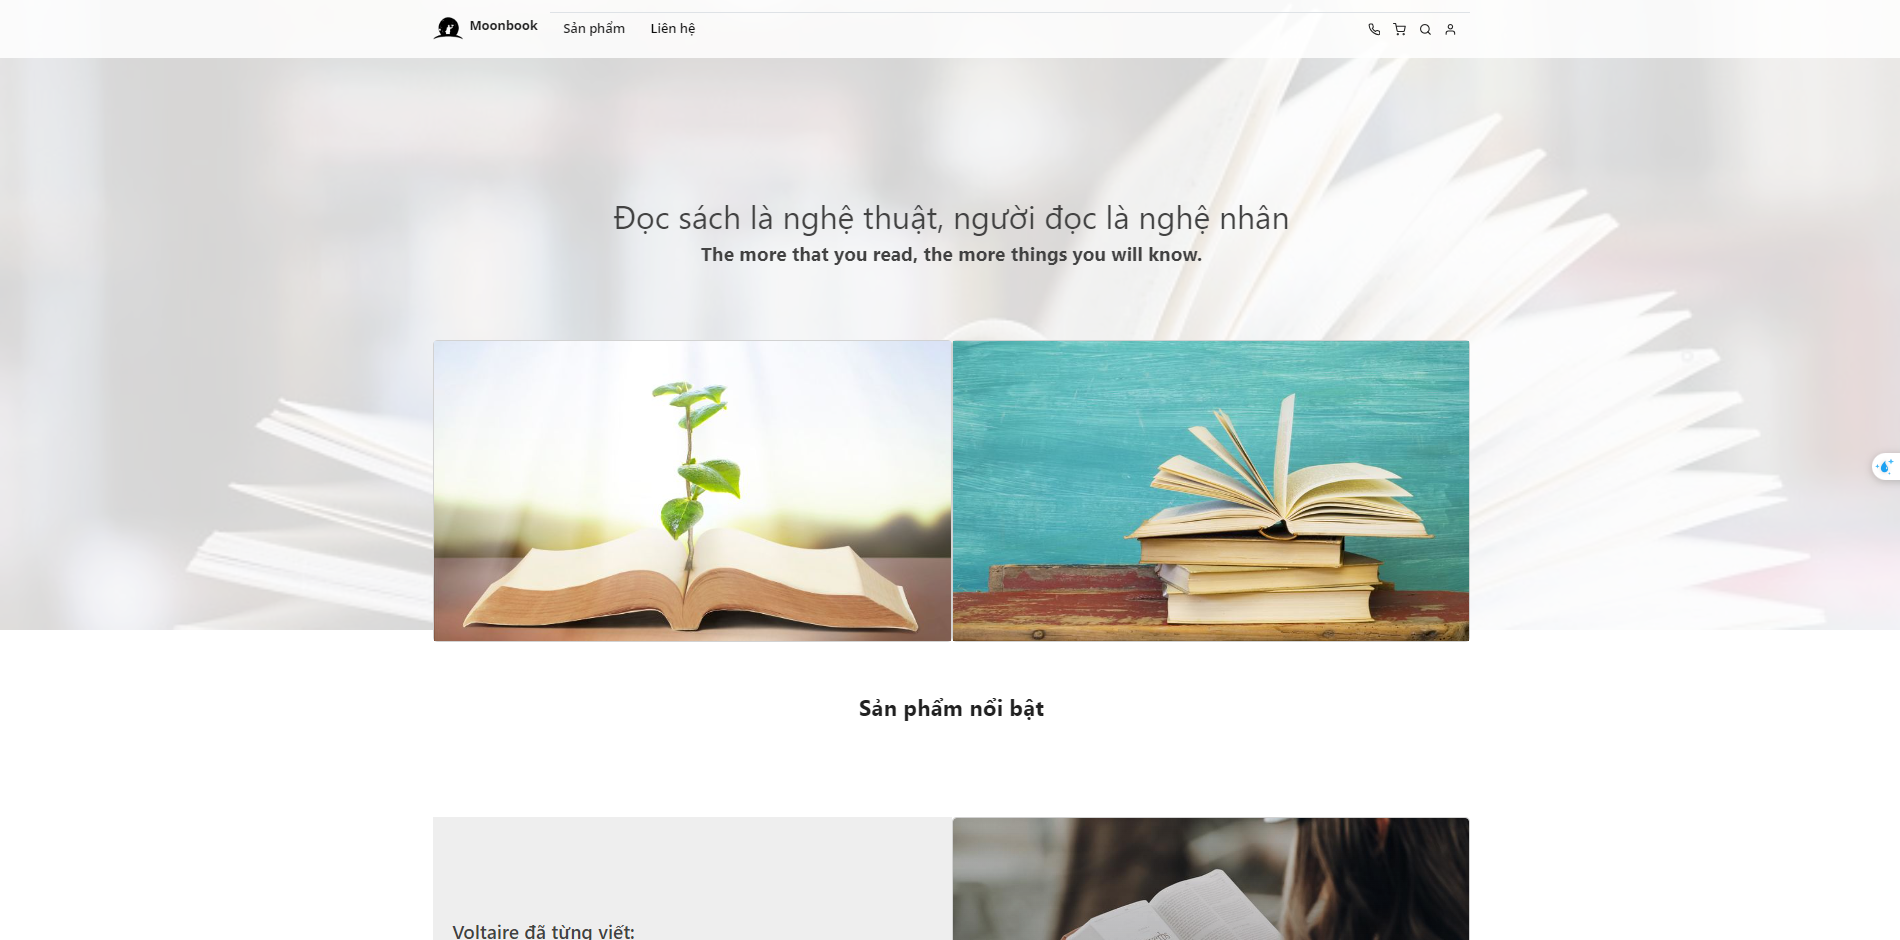 Moonbook
Sản phẩm
Liên hệ
Đọc sách là nghệ thuật, người đọc là nghệ nhân
The more that you read, the more things you will know.
Sản phẩm nổi bật
Voltaire đã từng viết: